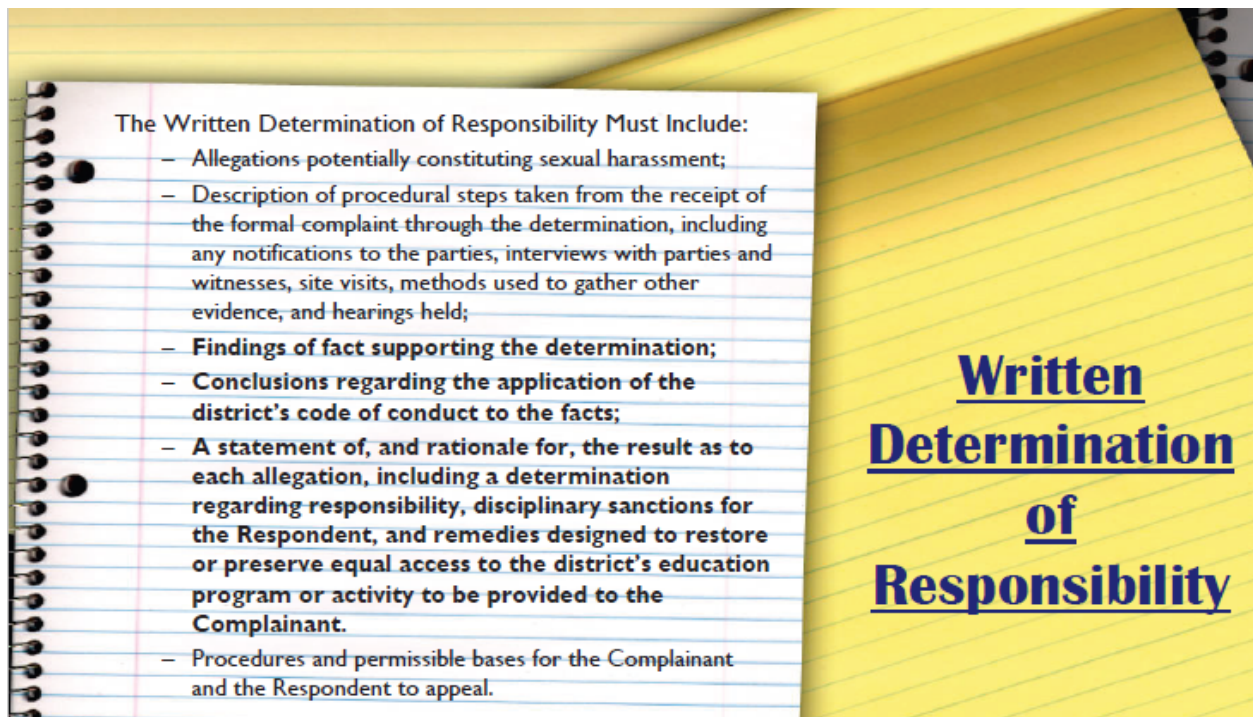 The Written Determination of Responsibility Must Include:
– Allegations potentially constituting sexual harassment;
– Description of procedural steps taken from the receipt of
the formal complaint through the determination, including
any notifications to the parties, interviews with parties and
witnesses, site visits, methods used to gather other
evidence, and hearings held;
– Findings of fact supporting the determination;
– Conclusions regarding the application of the
district's code of conduct to the facts;
– A statement of, and rationale for, the result as to
each allegation, including a determination
regarding responsibility, disciplinary sanctions for
the Respondent, and remedies designed to restore
or preserve equal access to the district's education
program or activity to be provided to the
Complainant.
– Procedures and permissible bases for the Complainant
and the Respondent to appeal.
Written
Determination
of
Responsibility